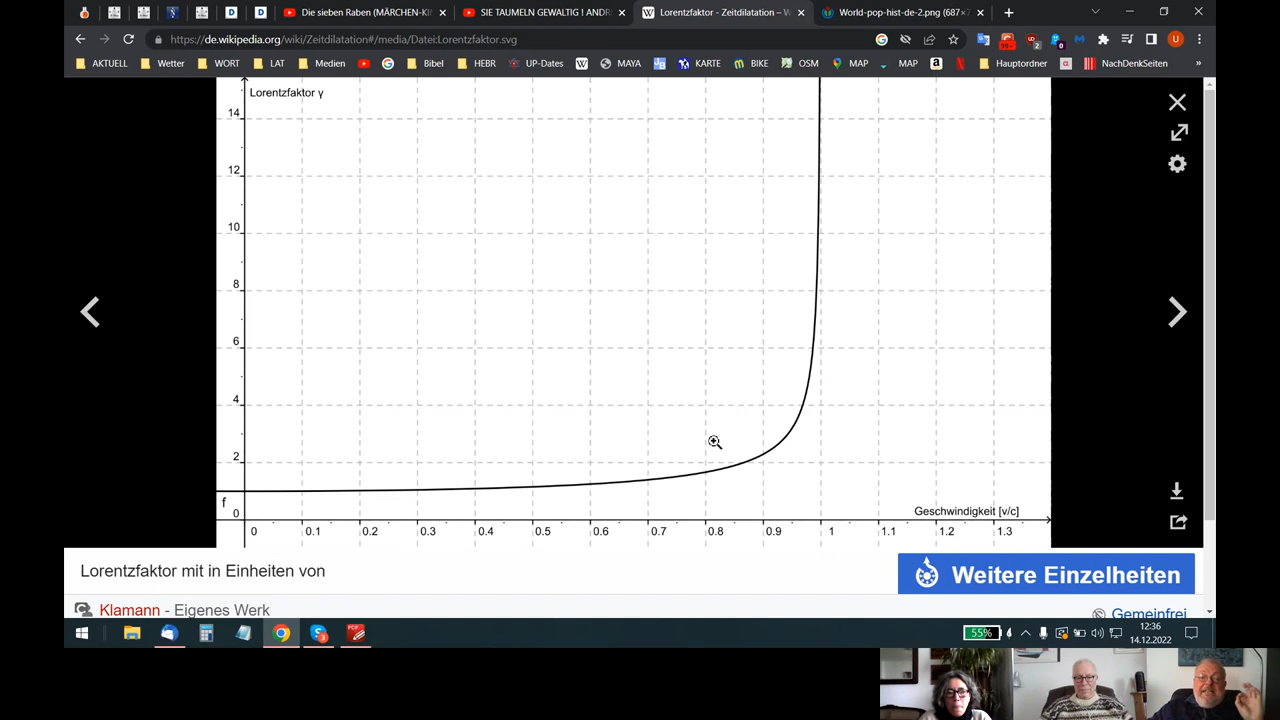 Die sieben Raben (MÄRCHEN-KI
SIE TAUMELN GEWALTIG ! ANDR
Lorentzfaktor - Zeitdilatation – W
World-pop-hist-de-2.png (687×
https://de.wikipedia.org/wiki/Zeitdilatation#/media/Datei:Lorentzfaktor.svg
AKTUELL Wetter WORT LAT Medien Bibel HEBR UP-Dates MAYA KARTE BIKE OSM MAP MAP Hauptordner NachDenkSeiten »
Lorentzfaktor γ
14
12
10
8
6
4
2
f
0
Geschwindigkeit [v/c]
0 0.1 0.2 0.3 0.4 0.5 0.6 0.7 0.8 0.9 1 1.1 1.2 1.3
Lorentzfaktor mit in Einheiten von
Weitere Einzelheiten
Klamann - Eigenes Werk
Gemeinfrei
55%
12:36
14.12.2022